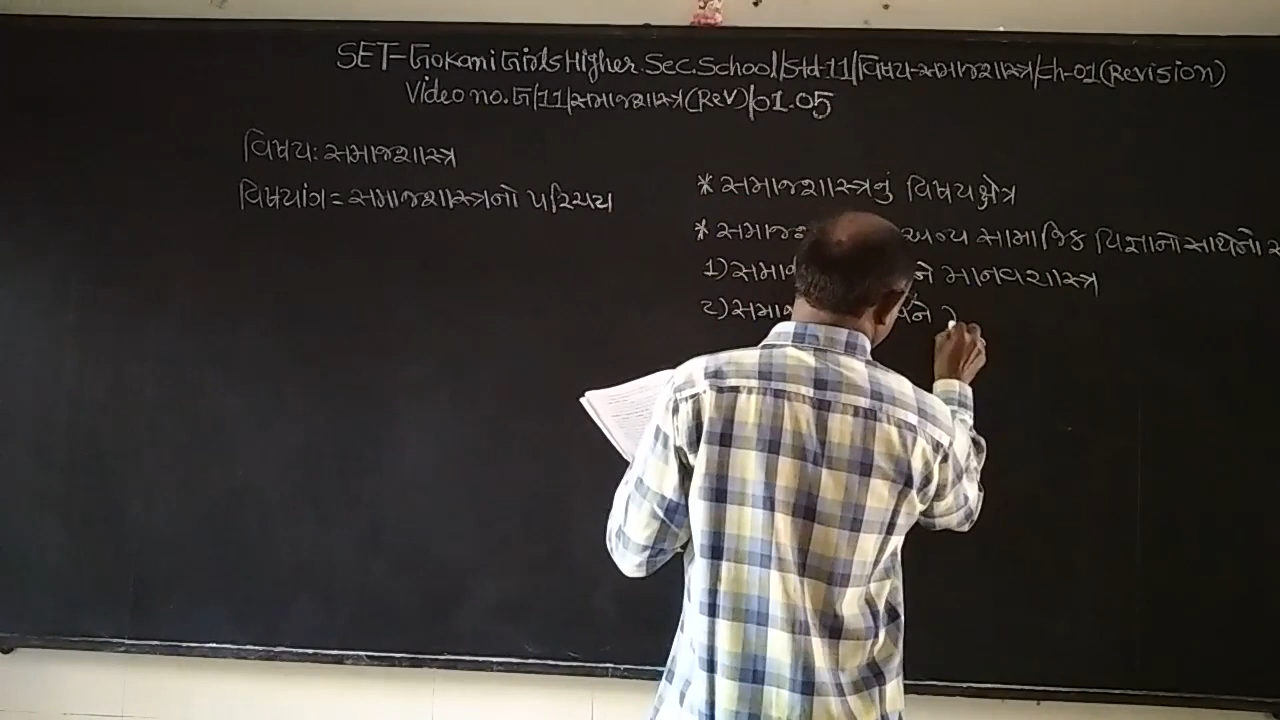 SET-Gokani Girls Higher.Sec.School/Std-11/વિષય-સમાજશાસ્ત્ર/Ch-01(Revision)
Video no.G/11/સમાજશાસ્ત્ર(Rev)/01.05
વિષય: સમાજશાસ્ત્ર
વિષયાંગ = સમાજશાસ્ત્રનો પરિચય
* સમાજશાસ્ત્રનું વિષયક્ષેત્ર
* અન્ય સામાજિક વિજ્ઞાનો સાથેનો
1) માનવશાસ્ત્ર
2)